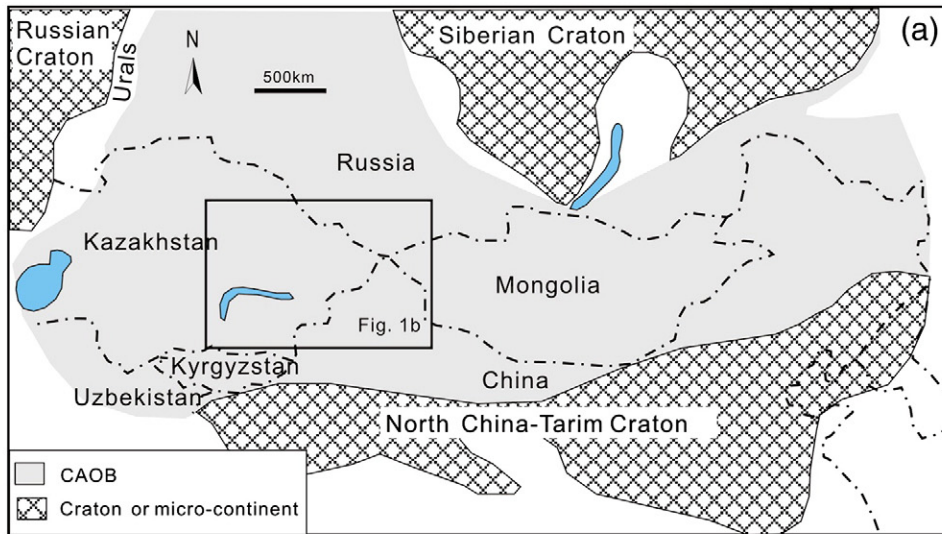 Russian
Craton
Urals
N
500km
Siberian Craton
(a)
Russia
Kazakhstan
Mongolia
Fig. 1b
Kyrgyzstan
China
Uzbekistan
North China-Tarim Craton
CAOB
Craton or micro-continent